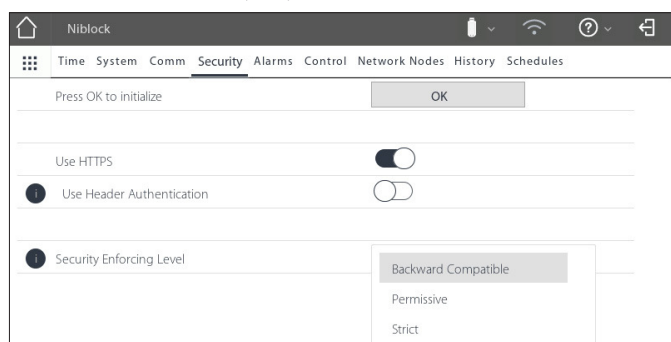 Niblock
Time System Comm Security Alarms Control Network Nodes History Schedules
Press OK to initialize OK
Use HTTPS
i Use Header Authentication
i Security Enforcing Level
Backward Compatible
Permissive
Strict